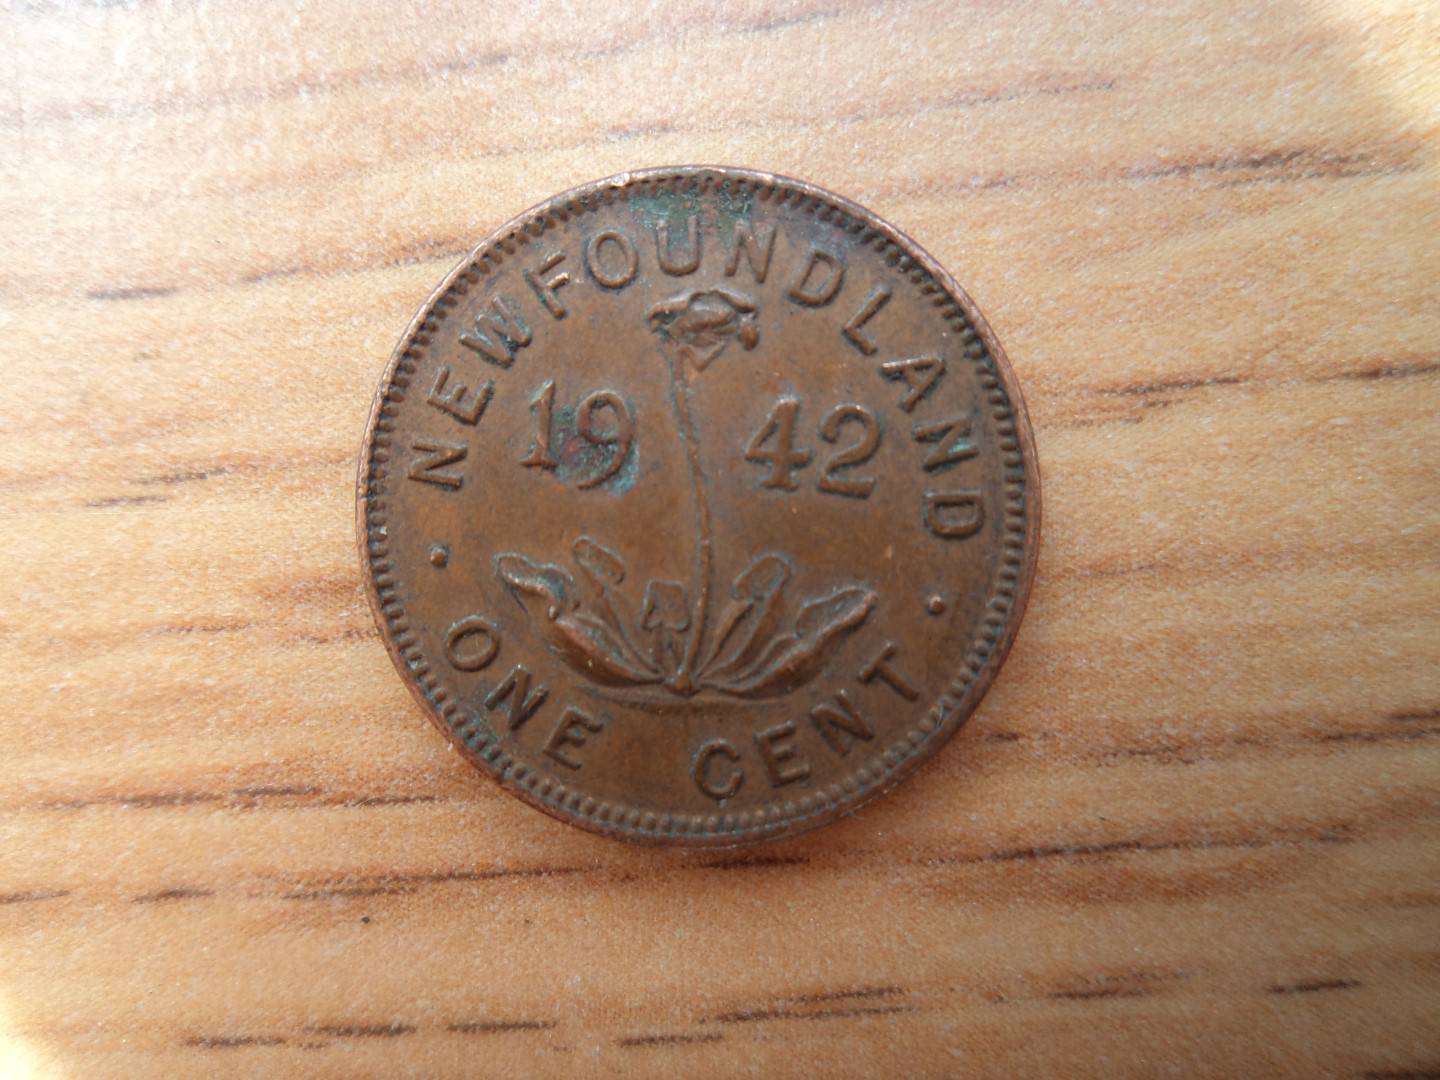 NEWFOUNDLAND
19 42
ONE CENT